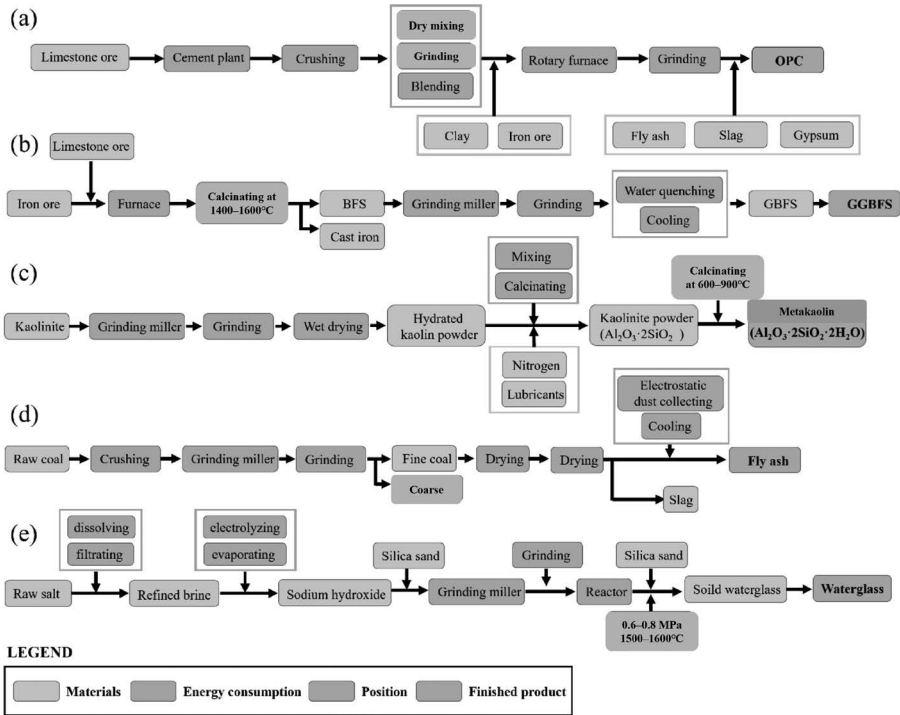 (a)
Limestone ore
Cement plant
Crushing
Dry mixing
Grinding
Blending
Rotary furnace
Grinding
OPC
Clay
Iron ore
Fly ash
Slag
Gypsum
(b)
Limestone ore
Iron ore
Furnace
Calcinating at
1400–1600℃
BFS
Cast iron
Grinding miller
Grinding
Water quenching
Cooling
GBFS
GGBFS
(c)
Kaolinite
Grinding miller
Grinding
Wet drying
Hydrated
kaolin powder
Mixing
Calcinating
Nitrogen
Lubricants
Kaolinite powder
(Al₂O₃·2SiO₂ )
Calcinating
at 600–900℃
Metakaolin
(Al₂O₃·2SiO₂·2H₂O)
(d)
Raw coal
Crushing
Grinding miller
Grinding
Fine coal
Coarse
Drying
Drying
Electrostatic
dust collecting
Cooling
Fly ash
Slag
(e)
Raw salt
dissolving
filtrating
Refined brine
electrolyzing
evaporating
Sodium hydroxide
Silica sand
Grinding miller
Grinding
Reactor
Silica sand
0.6–0.8 MPa
1500–1600℃
Soild waterglass
Waterglass
LEGEND
Materials
Energy consumption
Position
Finished product